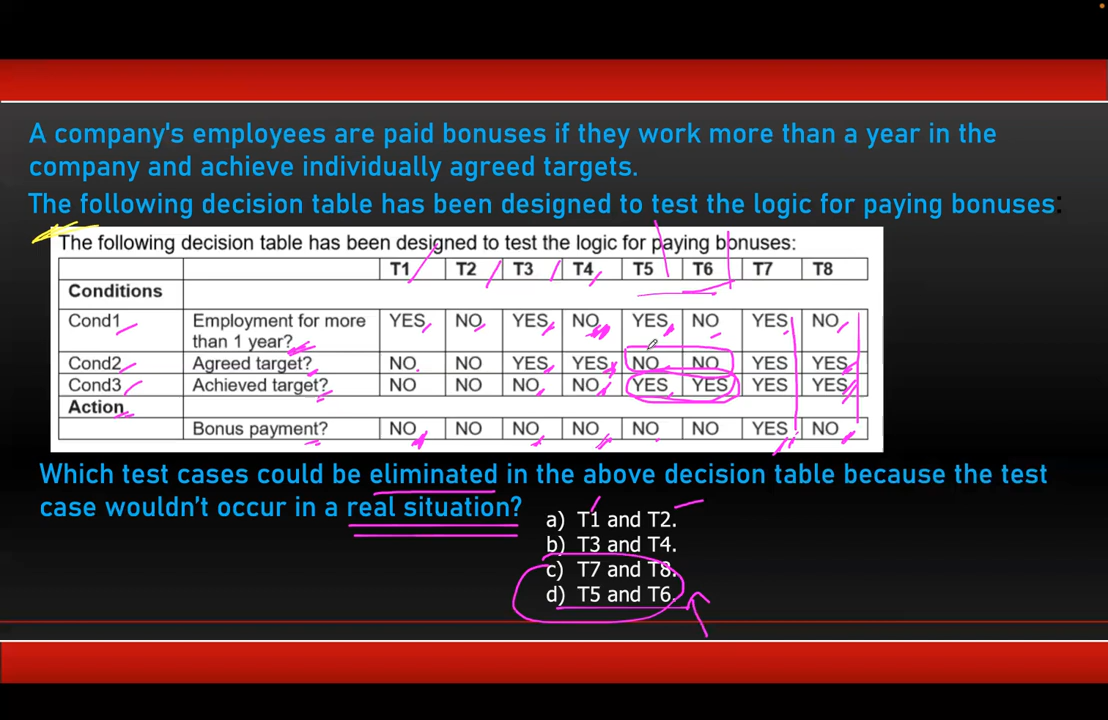 A company's employees are paid bonuses if they work more than a year in the
company and achieve individually agreed targets.
The following decision table has been designed to test the logic for paying bonuses:
The following decision table has been designed to test the logic for paying bonuses:
T1 T2 T3 T4 T5 T6 T7 T8
Conditions
Cond1 Employment for more than 1 year? YES NO YES NO YES NO YES NO
Cond2 Agreed target? NO NO YES YES NO NO YES YES
Cond3 Achieved target? NO NO NO NO YES YES YES YES
Action
Bonus payment? NO NO NO NO NO NO YES NO
Which test cases could be eliminated in the above decision table because the test
case wouldn't occur in a real situation?
a) T1 and T2.
b) T3 and T4.
c) T7 and T8.
d) T5 and T6.